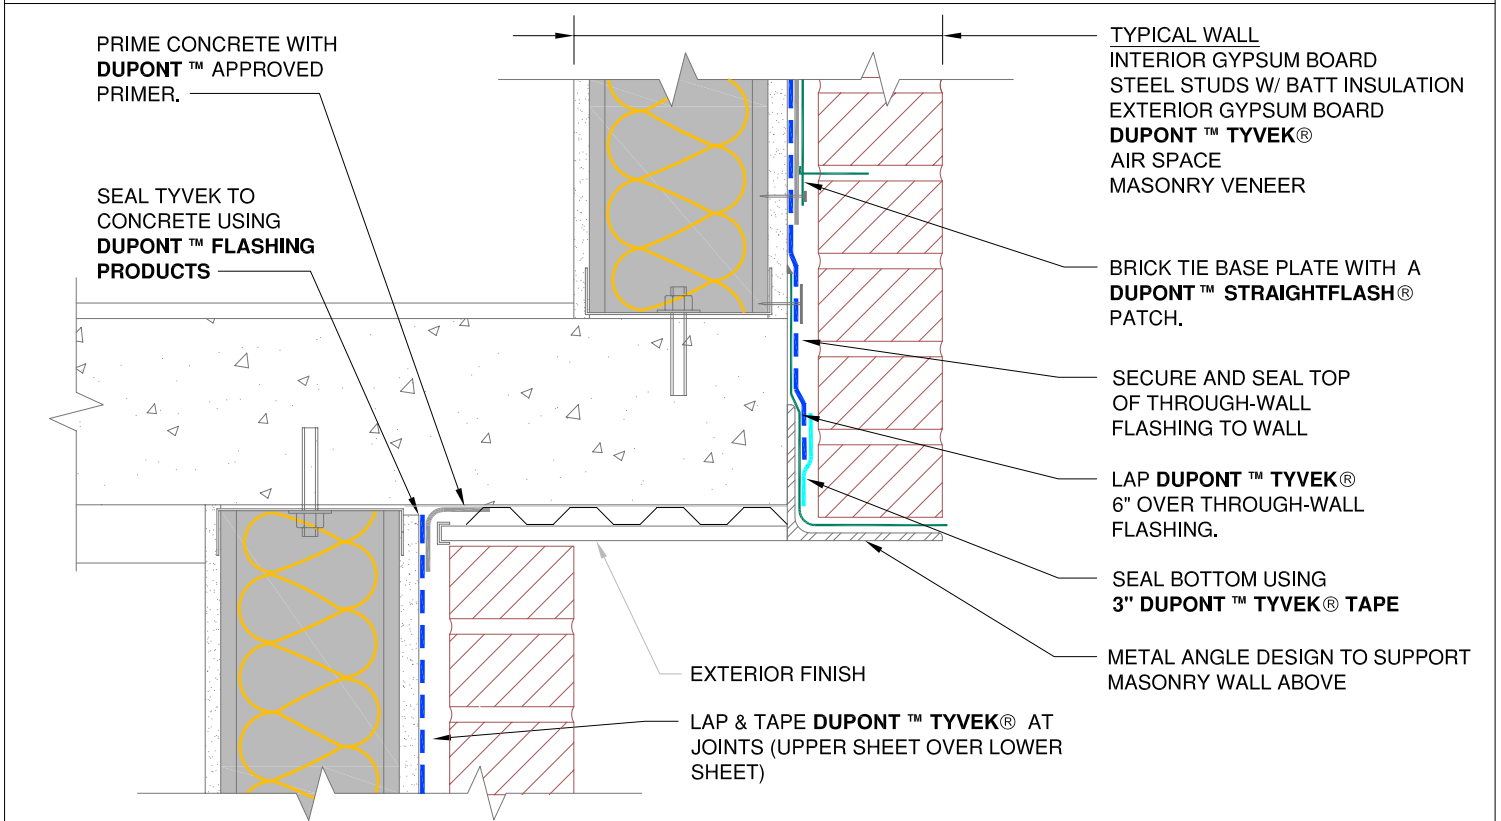 PRIME CONCRETE WITH
DUPONT ™ APPROVED
PRIMER.
SEAL TYVEK TO
CONCRETE USING
DUPONT ™ FLASHING
PRODUCTS
TYPICAL WALL
INTERIOR GYPSUM BOARD
STEEL STUDS W/ BATT INSULATION
EXTERIOR GYPSUM BOARD
DUPONT ™ TYVEK®
AIR SPACE
MASONRY VENEER
BRICK TIE BASE PLATE WITH A
DUPONT ™ STRAIGHTFLASH®
PATCH.
SECURE AND SEAL TOP
OF THROUGH-WALL
FLASHING TO WALL
LAP DUPONT ™ TYVEK®
6" OVER THROUGH-WALL
FLASHING.
SEAL BOTTOM USING
3" DUPONT ™ TYVEK® TAPE
METAL ANGLE DESIGN TO SUPPORT
MASONRY WALL ABOVE
EXTERIOR FINISH
LAP & TAPE DUPONT ™ TYVEK® AT
JOINTS (UPPER SHEET OVER LOWER
SHEET)